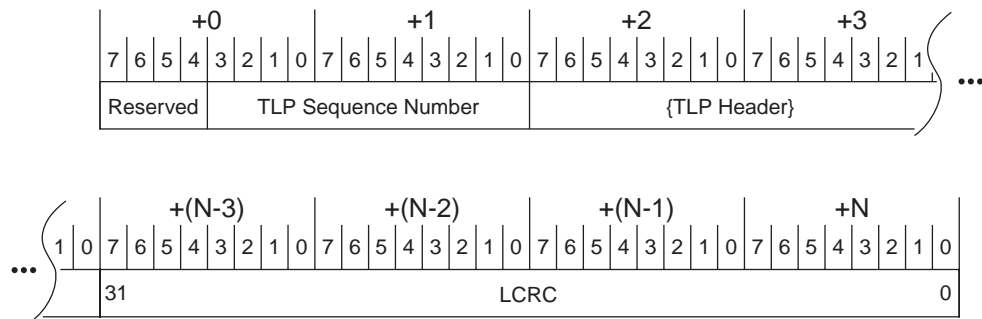 +0 +1 +2 +3
7 6 5 4 3 2 1 0 7 6 5 4 3 2 1 0 7 6 5 4 3 2 1 0 7 6 5 4 3 2 1
Reserved TLP Sequence Number {TLP Header}
•••
+(N-3) +(N-2) +(N-1) +N
1 0 7 6 5 4 3 2 1 0 7 6 5 4 3 2 1 0 7 6 5 4 3 2 1 0 7 6 5 4 3 2 1 0
•••
31 LCRC 0